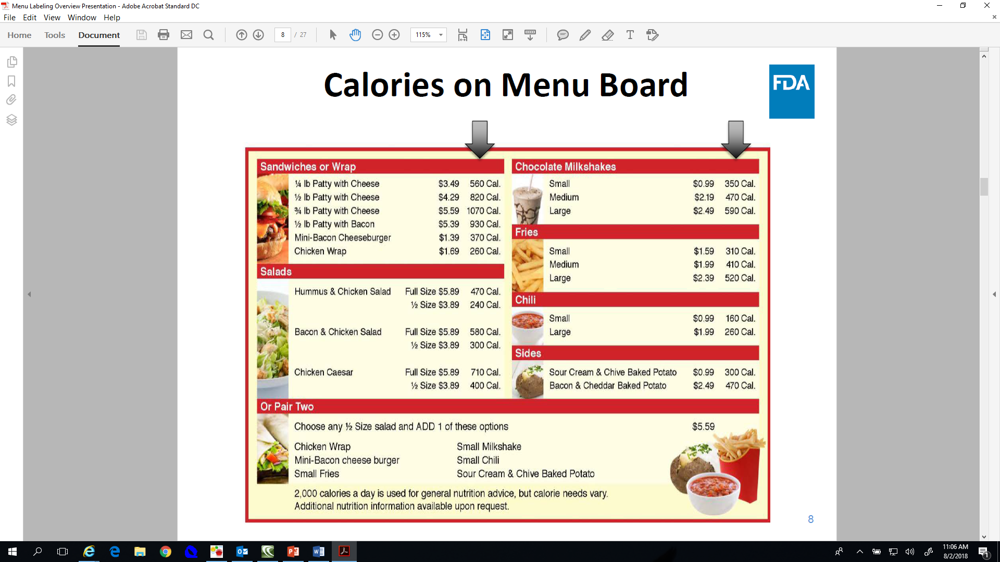 Menu Labeling Overview Presentation - Adobe Acrobat Standard DC
File Edit View Window Help
Home Tools Document 8 / 27 115%
Calories on Menu Board
FDA
Sandwiches or Wrap
¼ lb Patty with Cheese $3.49 560 Cal.
½ lb Patty with Cheese $4.29 820 Cal.
¾ lb Patty with Cheese $5.59 1070 Cal.
½ lb Patty with Bacon $5.39 930 Cal.
Mini-Bacon Cheeseburger $1.39 370 Cal.
Chicken Wrap $1.69 260 Cal.
Salads
Hummus & Chicken Salad Full Size $5.89 470 Cal.
½ Size $3.89 240 Cal.
Bacon & Chicken Salad Full Size $5.89 580 Cal.
½ Size $3.89 300 Cal.
Chicken Caesar Full Size $5.89 710 Cal.
½ Size $3.89 400 Cal.
Chocolate Milkshakes
Small $0.99 350 Cal.
Medium $2.19 470 Cal.
Large $2.49 590 Cal.
Fries
Small $1.59 310 Cal.
Medium $1.99 410 Cal.
Large $2.39 520 Cal.
Chili
Small $0.99 160 Cal.
Large $1.99 260 Cal.
Sides
Sour Cream & Chive Baked Potato $0.99 300 Cal.
Bacon & Cheddar Baked Potato $2.49 470 Cal.
Or Pair Two
Choose any ½ Size salad and ADD 1 of these options $5.59
Chicken Wrap Small Milkshake
Mini-Bacon cheese burger Small Chili
Small Fries Sour Cream & Chive Baked Potato
2,000 calories a day is used for general nutrition advice, but calorie needs vary.
Additional nutrition information available upon request.
8
11:06 AM
8/2/2018
1